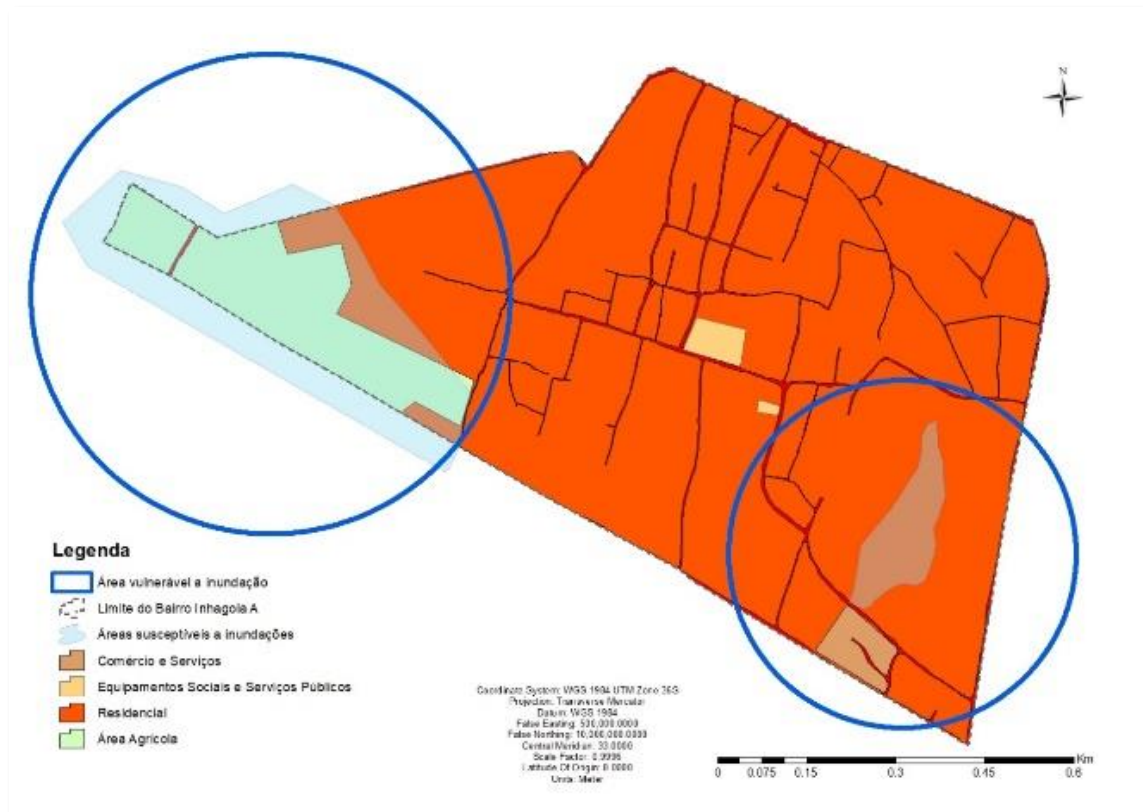 N
Legenda
Área vulnerável a inundação
Limite do Bairro Inhagoia A
Áreas susceptíveis a inundações
Comércio e Serviços
Equipamentos Sociais e Serviços Públicos
Residencial
Área Agrícola
Coordinate System: WGS 1984 UTM Zone 36S
Projection: Transverse Mercator
Datum: WGS 1984
False Easting: 500,000.0000
False Northing: 10,000,000.0000
Central Meridian: 33.0000
Scale Factor: 0.9996
Latitude Of Origin: 0.0000
Units: Meter
Km
0 0.075 0.15 0.3 0.45 0.6